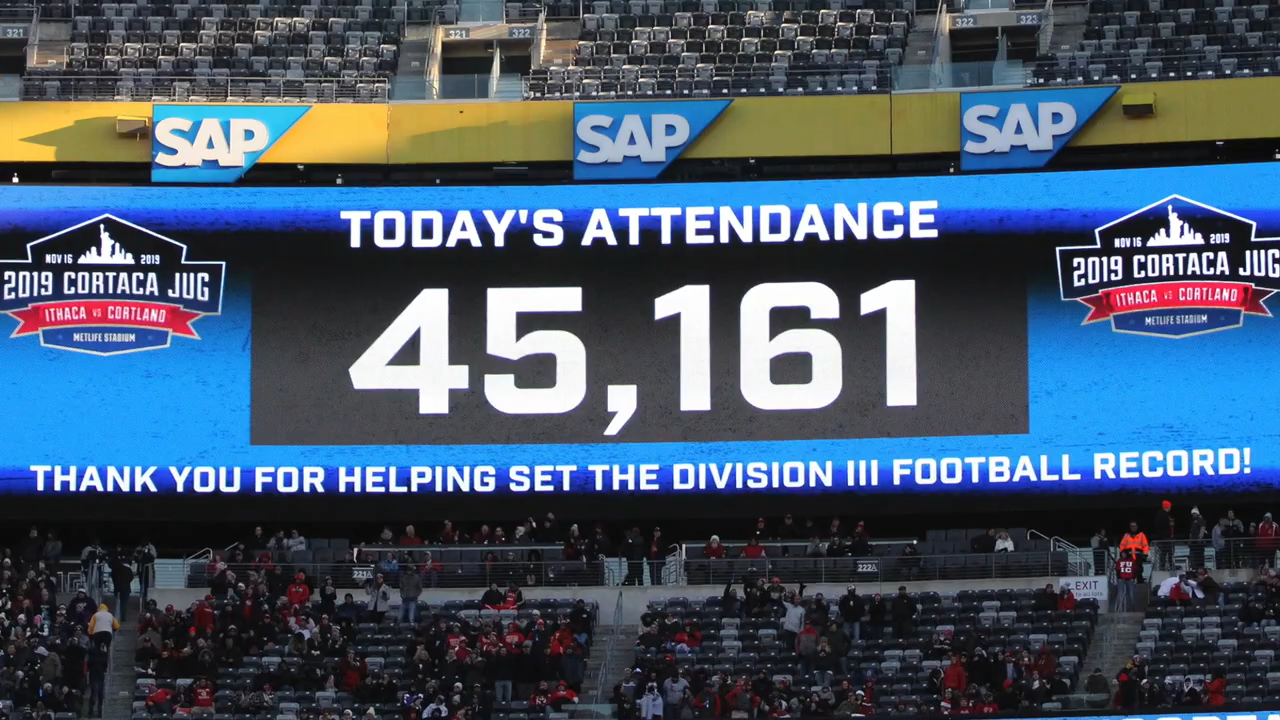 321
321
322
322
323
SAP
SAP
SAP
TODAY'S ATTENDANCE
45,161
THANK YOU FOR HELPING SET THE DIVISION III FOOTBALL RECORD!
NOV 16 2019
2019 CORTACA JUG
ITHACA VS CORTLAND
METLIFE STADIUM
NOV 16 2019
2019 CORTACA JUG
ITHACA VS CORTLAND
METLIFE STADIUM
221A
222A
EXIT